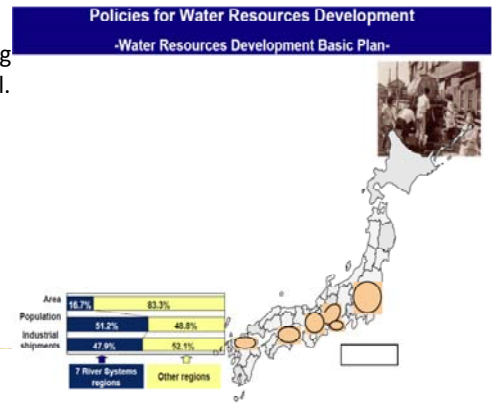 Policies for Water Resources Development
-Water Resources Development Basic Plan-
g
l.
Area 16.7% 83.3%
Population 51.2% 48.8%
Industrial shipments 47.9% 52.1%
7 River Systems regions
Other regions